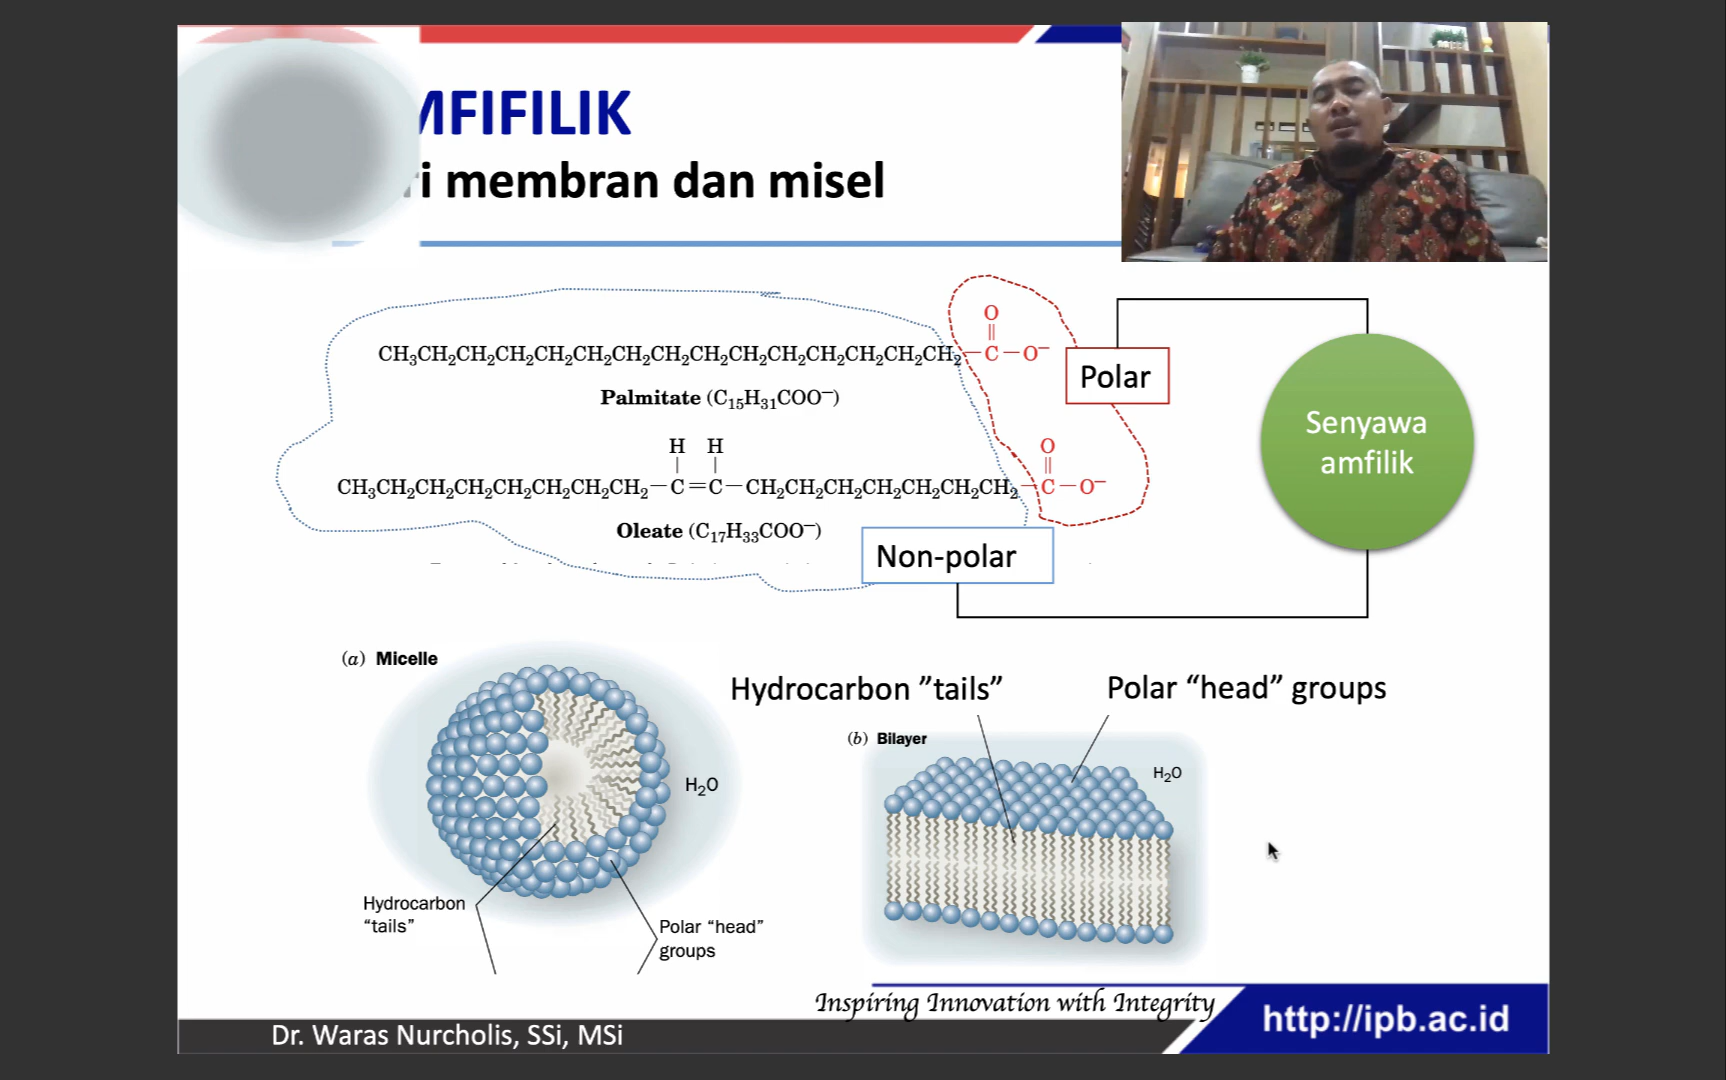 MFIFILIK
ri membran dan misel
CH₃CH₂CH₂CH₂CH₂CH₂CH₂CH₂CH₂CH₂CH₂CH₂CH₂CH₂CH₂—C—O⁻
O
Polar
Palmitate (C₁₅H₃₁COO⁻)
Senyawa
amfilik
H H
O
CH₃CH₂CH₂CH₂CH₂CH₂CH₂CH₂—C=C—CH₂CH₂CH₂CH₂CH₂CH₂CH₂—C—O⁻
Oleate (C₁₇H₃₃COO⁻)
Non-polar
(a) Micelle
H₂O
Hydrocarbon
“tails”
Polar “head”
groups
Hydrocarbon ”tails”
Polar “head” groups
(b) Bilayer
H₂O
Inspiring Innovation with Integrity
Dr. Waras Nurcholis, SSi, MSi
http://ipb.ac.id